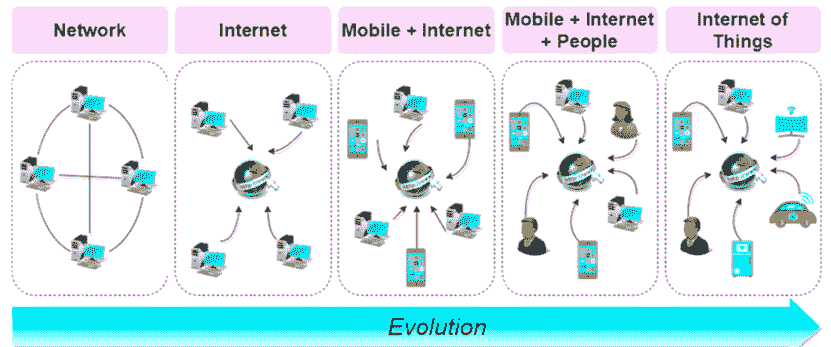 Network
Internet
Mobile + Internet
Mobile + Internet
+ People
Internet of
Things
Evolution